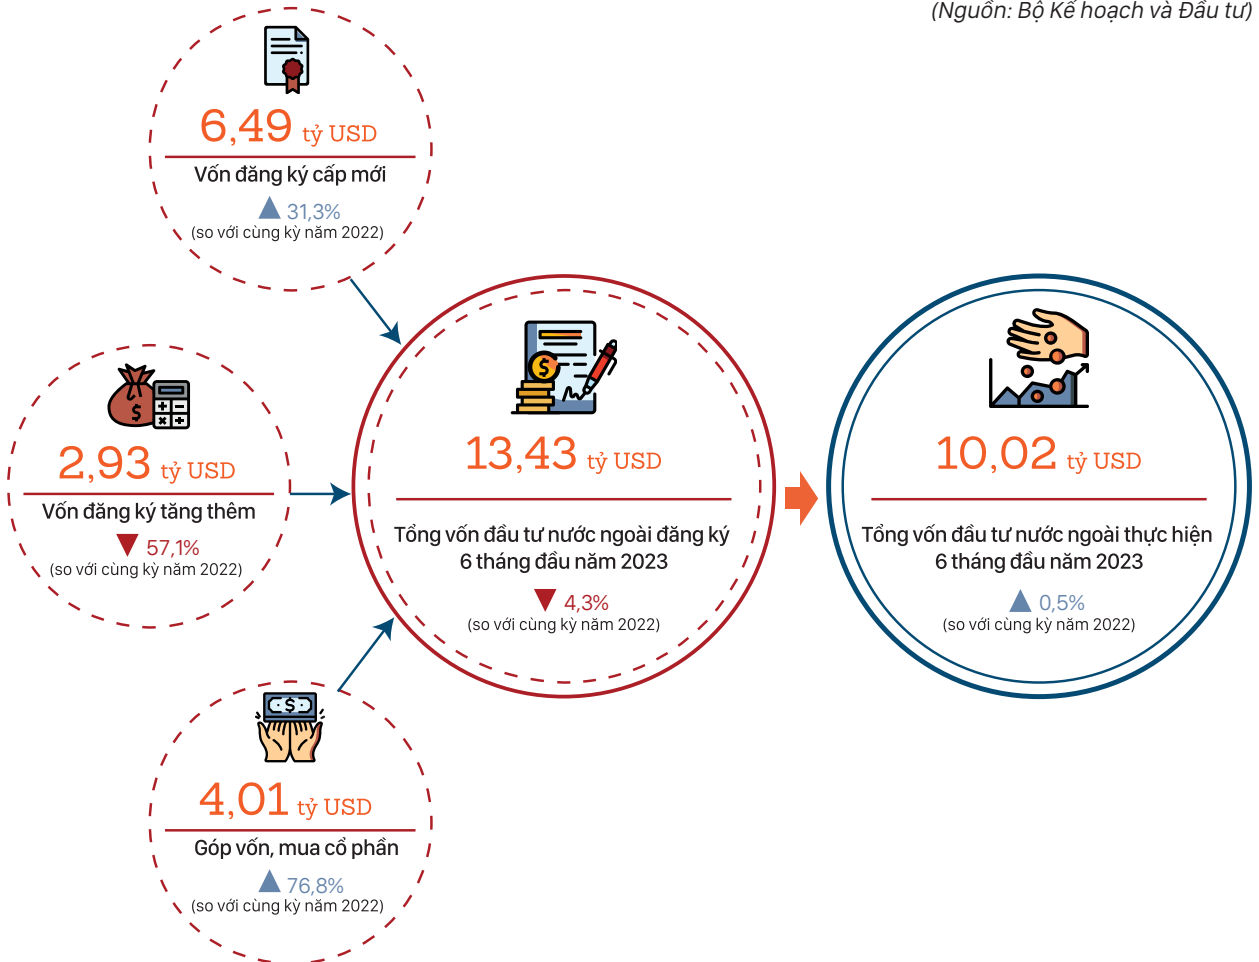 (Nguồn: Bộ Kế hoạch và Đầu tư)
6,49 tỷ USD
Vốn đăng ký cấp mới
31,3%
(so với cùng kỳ năm 2022)
2,93 tỷ USD
Vốn đăng ký tăng thêm
57,1%
(so với cùng kỳ năm 2022)
4,01 tỷ USD
Góp vốn, mua cổ phần
76,8%
(so với cùng kỳ năm 2022)
13,43 tỷ USD
Tổng vốn đầu tư nước ngoài đăng ký
6 tháng đầu năm 2023
4,3%
(so với cùng kỳ năm 2022)
10,02 tỷ USD
Tổng vốn đầu tư nước ngoài thực hiện
6 tháng đầu năm 2023
0,5%
(so với cùng kỳ năm 2022)